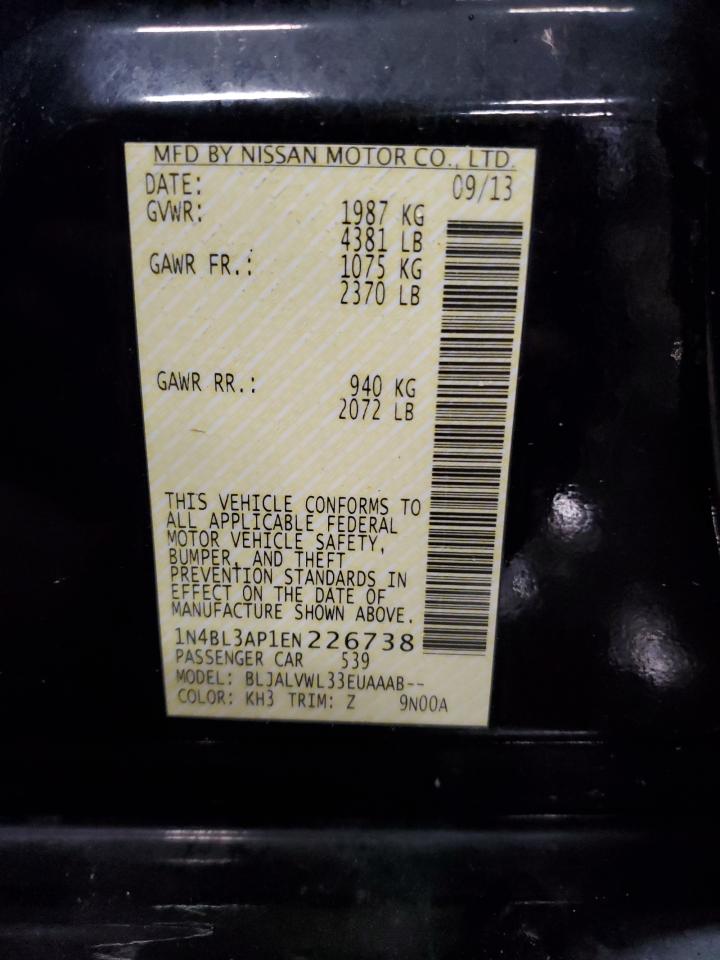 MFD BY NISSAN MOTOR CO., LTD.
DATE: 09/13
GVWR: 1987 KG
4381 LB
GAWR FR.: 1075 KG
2370 LB
GAWR RR.: 940 KG
2072 LB
THIS VEHICLE CONFORMS TO
ALL APPLICABLE FEDERAL
MOTOR VEHICLE SAFETY,
BUMPER, AND THEFT
PREVENTION STANDARDS IN
EFFECT ON THE DATE OF
MANUFACTURE SHOWN ABOVE.
1N4BL3AP1EN226738
PASSENGER CAR 539
MODEL: BLJALVWL33EUAAAB--
COLOR: KH3 TRIM: Z 9N00A